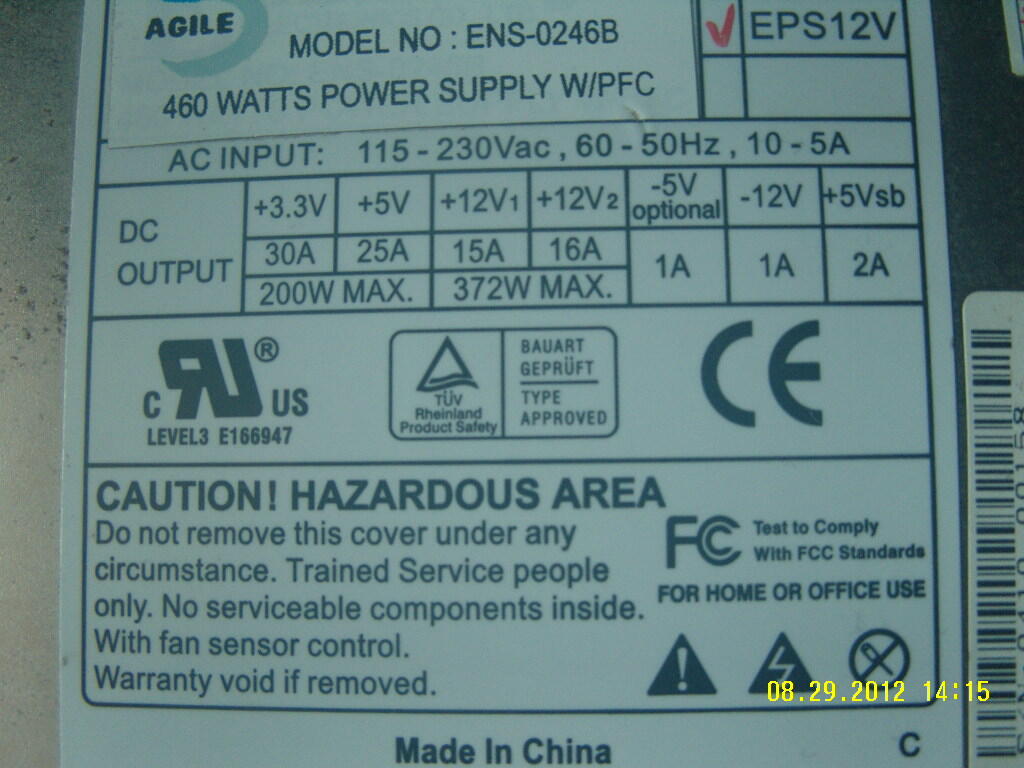 AGILE
MODEL NO : ENS-0246B
EPS12V
460 WATTS POWER SUPPLY W/PFC
AC INPUT: 115 - 230Vac , 60 - 50Hz , 10 - 5A
DC OUTPUT
+3.3V +5V +12V1 +12V2 -5V optional -12V +5Vsb
30A 25A 15A 16A 1A 1A 2A
200W MAX. 372W MAX.
C RU ® US
LEVEL3 E166947
TÜV
Rheinland
Product Safety
BAUART
GEPRÜFT
TYPE
APPROVED
CE
CAUTION! HAZARDOUS AREA
Do not remove this cover under any
circumstance. Trained Service people
only. No serviceable components inside.
With fan sensor control.
Warranty void if removed.
FC Test to Comply
With FCC Standards
FOR HOME OR OFFICE USE
08.29.2012 14:15
Made In China
C